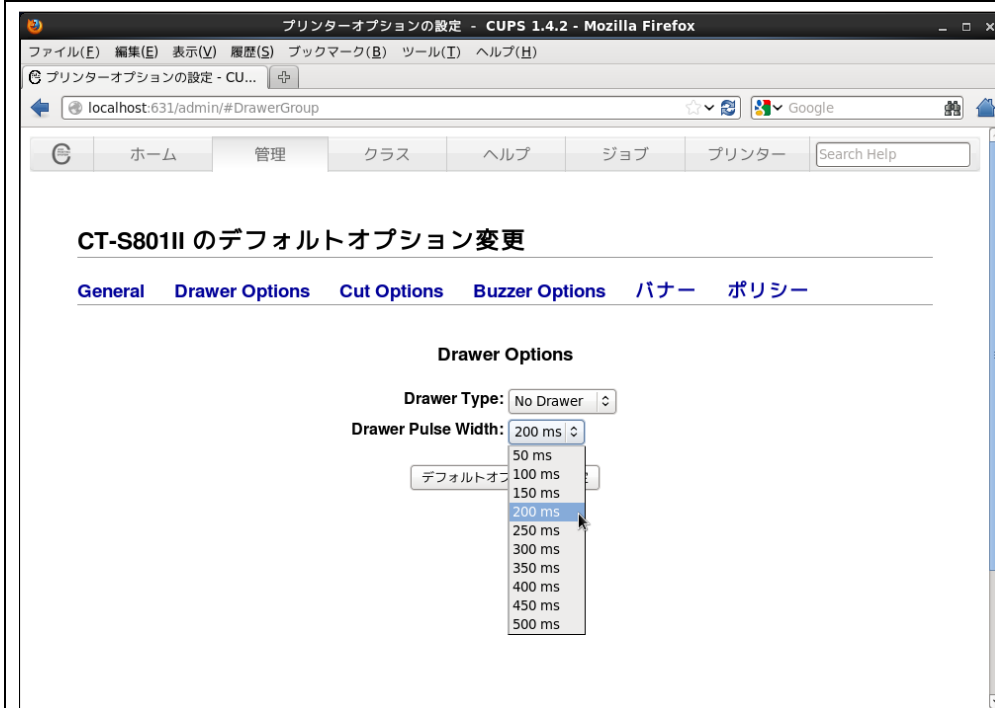 プリンターオプションの設定 - CUPS 1.4.2 - Mozilla Firefox
ファイル(F) 編集(E) 表示(V) 履歴(S) ブックマーク(B) ツール(T) ヘルプ(H)
プリンターオプションの設定 - CU...
localhost:631/admin/#DrawerGroup Google
ホーム 管理 クラス ヘルプ ジョブ プリンター Search Help
CT-S801II のデフォルトオプション変更
General Drawer Options Cut Options Buzzer Options バナー ポリシー
Drawer Options
Drawer Type: No Drawer
Drawer Pulse Width: 200 ms
50 ms
デフォルトオプ
100 ms
150 ms
200 ms
250 ms
300 ms
350 ms
400 ms
450 ms
500 ms